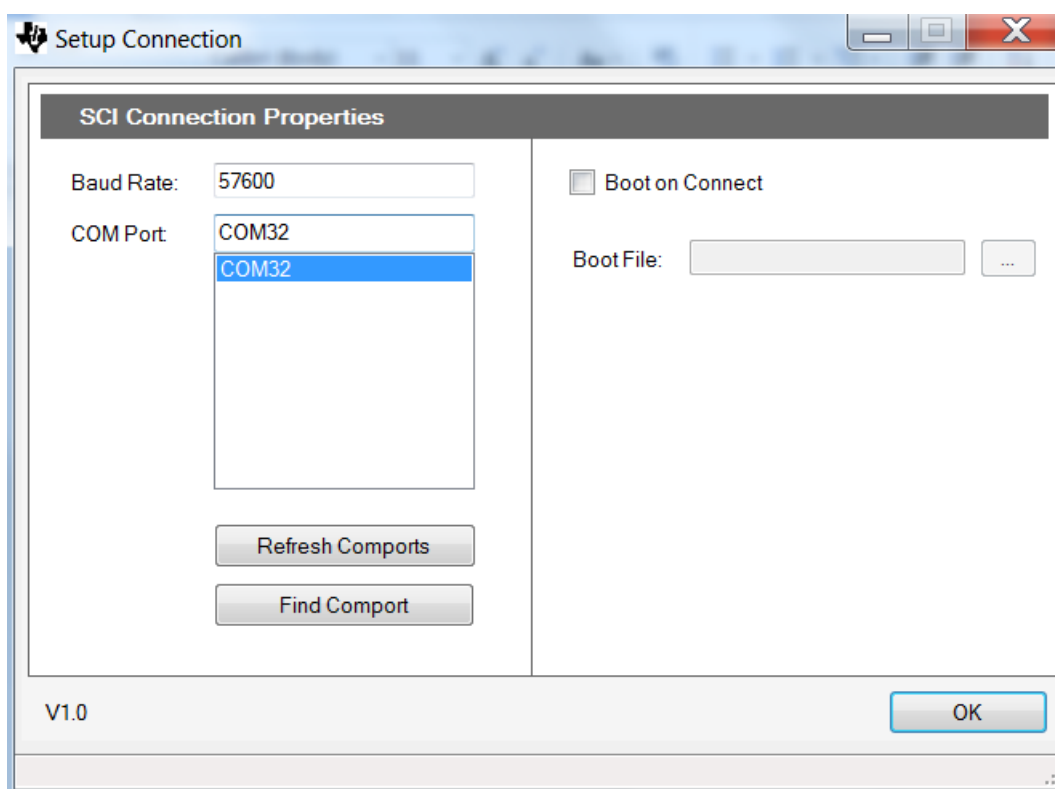 Setup Connection
SCI Connection Properties
Baud Rate:
57600
COM Port:
COM32
COM32
Refresh Comports
Find Comport
Boot on Connect
Boot File:
...
V1.0
OK